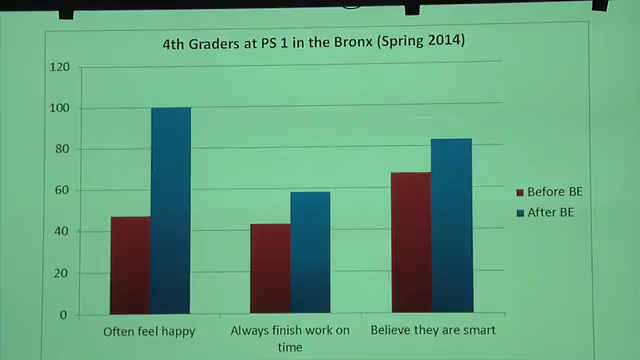 4th Graders at PS 1 in the Bronx (Spring 2014)
120
100
80
60
40
20
0
Often feel happy
Always finish work on
time
Believe they are smart
Before BE
After BE